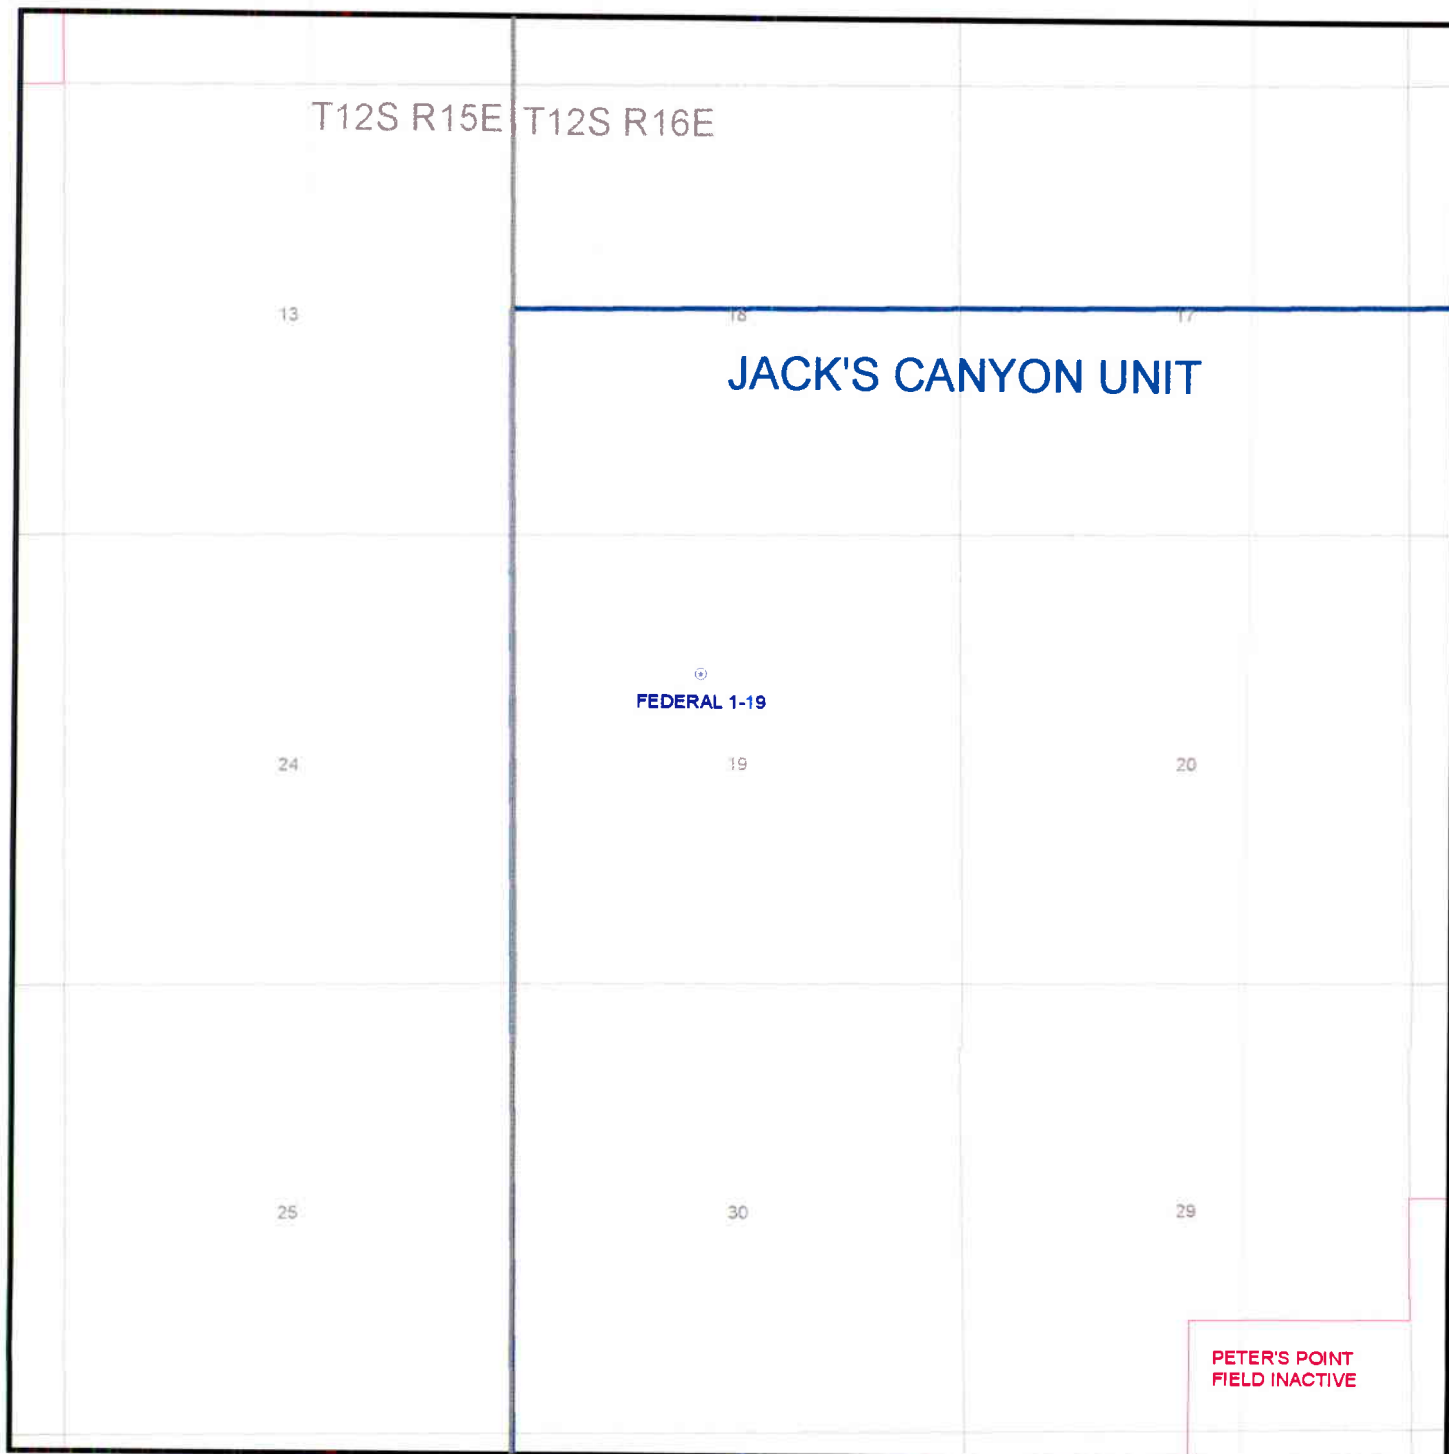 T12S R15E T12S R16E
13
18
17
JACK'S CANYON UNIT
FEDERAL 1-19
24
19
20
25
30
29
PETER'S POINT
FIELD INACTIVE